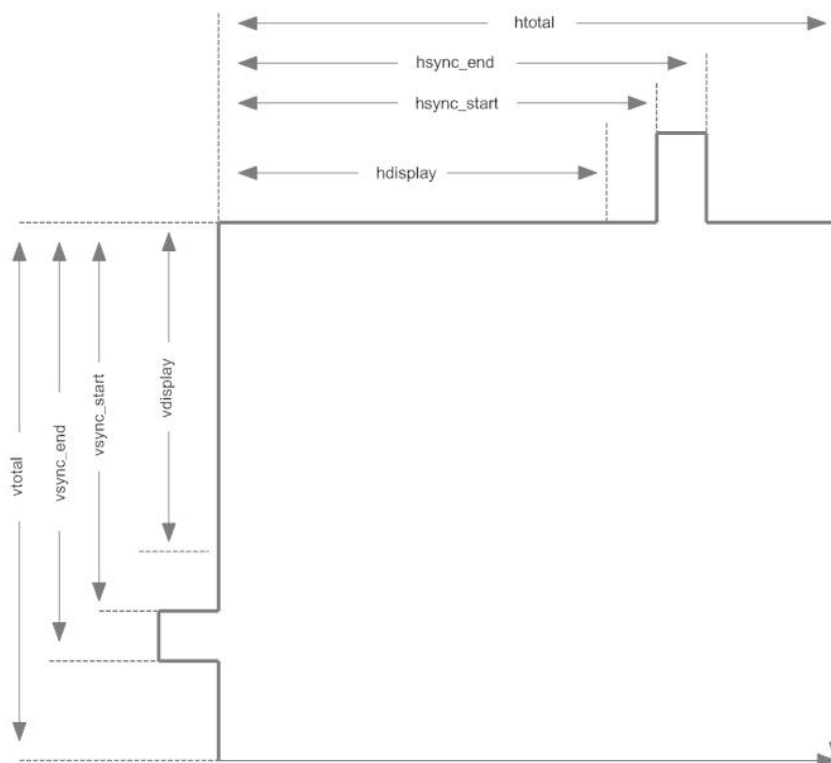 htotal
hsync_end
hsync_start
hdisplay
vdisplay
vsync_start
vsync_end
vtotal